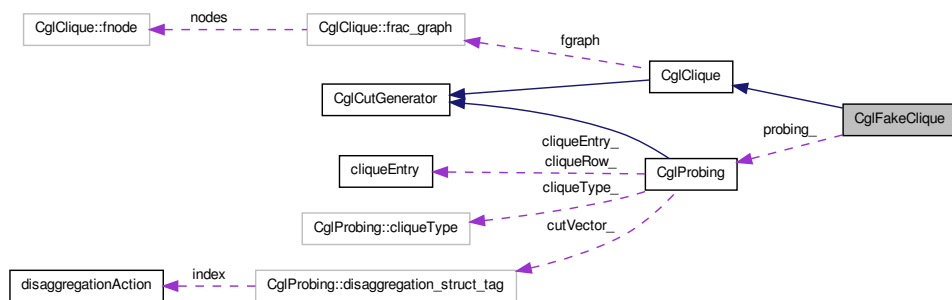 nodes
CglClique::fnode
CglClique::frac_graph
fgraph
CglClique
CglCutGenerator
CglFakeClique
probing_
cliqueEntry_
cliqueRow_
cliqueEntry
CglProbing
cliqueType_
CglProbing::cliqueType
cutVector_
index
disaggregationAction
CglProbing::disaggregation_struct_tag